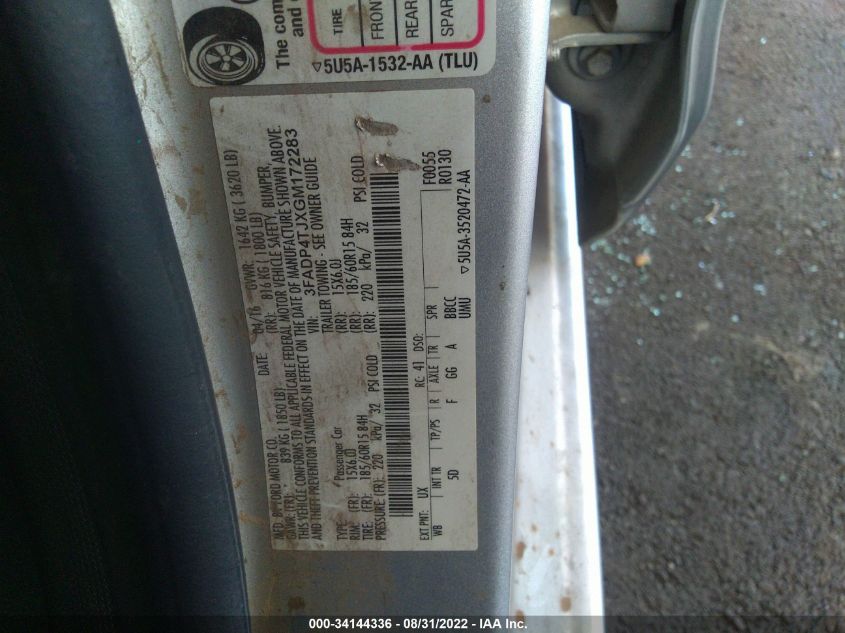 The com
and c
TIRE
FRON
REAR
SPAR
▽5U5A-1532-AA (TLU)
MFD. BY FORD MOTOR CO.
DATE: 04/16 GVWR: 1642 KG ( 3620 LB)
GAWR: (FR): 839 KG ( 1850 LB) (RR): 816 KG ( 1800 LB)
THIS VEHICLE CONFORMS TO ALL APPLICABLE FEDERAL MOTOR VEHICLE SAFETY, BUMPER,
AND THEFT PREVENTION STANDARDS IN EFFECT ON THE DATE OF MANUFACTURE SHOWN ABOVE.
VIN: 3FADP4TJXGM172283
TYPE: Passenger Car TRAILER TOWING - SEE OWNER GUIDE
RIM: (FR): 15X6.0J (RR): 15X6.0J
TIRE: (FR): 185/60R15 84H (RR): 185/60R15 84H
PRESSURE: (FR): 220 kPa/ 32 PSI COLD (RR): 220 kPa/ 32 PSI COLD
EXT PNT: UX RC: 41 DSO: F0055
WB INT TR TP/PS R AXLE TR SPR R0130
5D F GG A BBCC
UMU
▽5U5A-3520472-AA
000-34144336 - 08/31/2022 - IAA Inc.